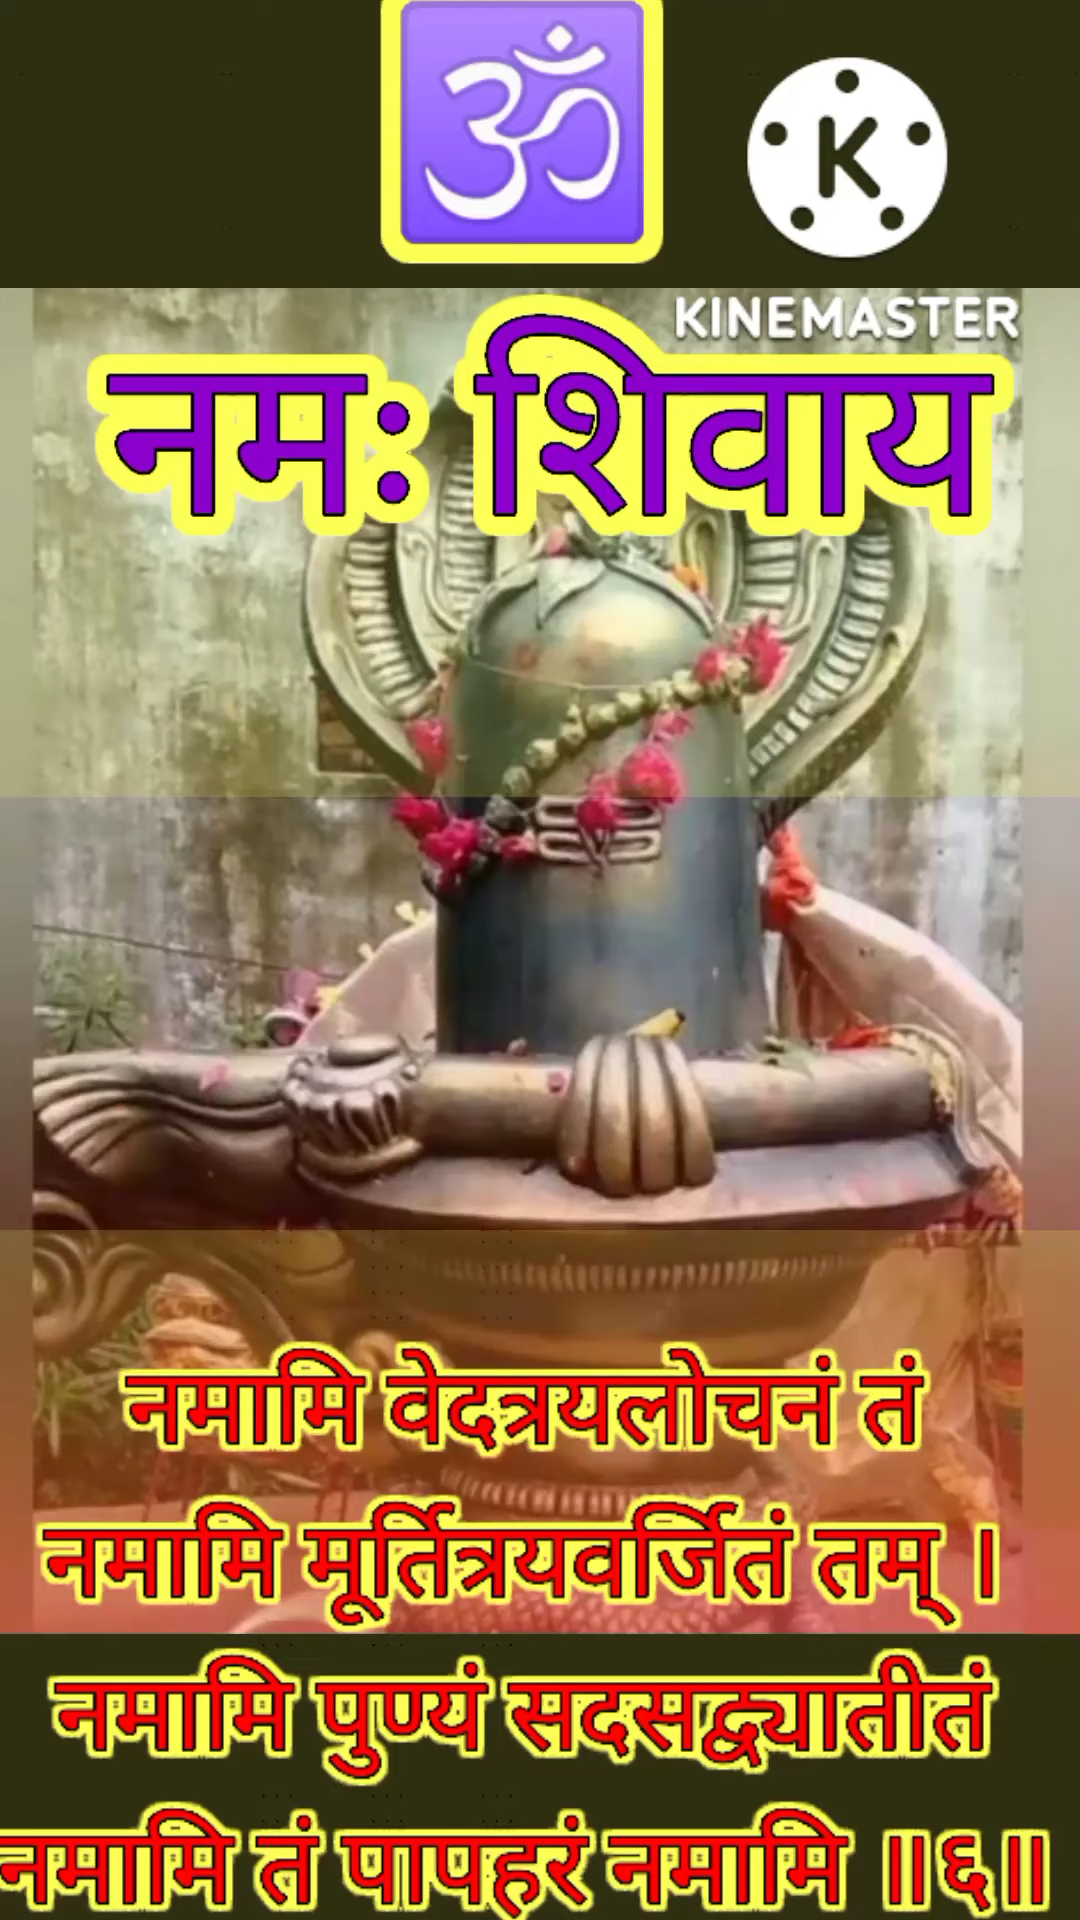 ॐ
K
KINEMASTER
नमः शिवाय
नमामि वेदत्रयलोचनं तं
नमामि मूर्तित्रयवर्जितं तम् ।
नमामि पुण्यं सदसद्व्यातीतं
नमामि तं पापहरं नमामि ॥६॥